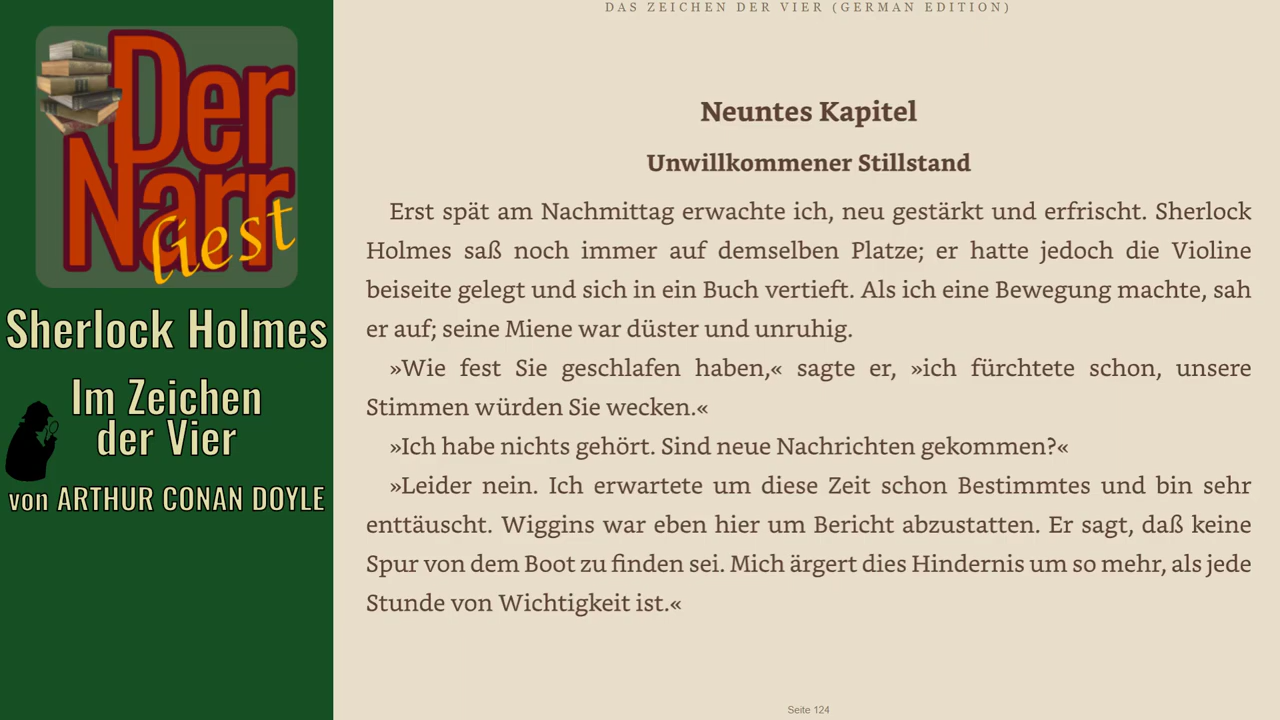 Der
Narr
liest
Sherlock Holmes
Im Zeichen
der Vier
von ARTHUR CONAN DOYLE
DAS ZEICHEN DER VIER (GERMAN EDITION)
Neuntes Kapitel
Unwillkommener Stillstand
Erst spät am Nachmittag erwachte ich, neu gestärkt und erfrischt. Sherlock
Holmes saß noch immer auf demselben Platze; er hatte jedoch die Violine
beiseite gelegt und sich in ein Buch vertieft. Als ich eine Bewegung machte, sah
er auf; seine Miene war düster und unruhig.
»Wie fest Sie geschlafen haben,« sagte er, »ich fürchtete schon, unsere
Stimmen würden Sie wecken.«
»Ich habe nichts gehört. Sind neue Nachrichten gekommen?«
»Leider nein. Ich erwartete um diese Zeit schon Bestimmtes und bin sehr
enttäuscht. Wiggins war eben hier um Bericht abzustatten. Er sagt, daß keine
Spur von dem Boot zu finden sei. Mich ärgert dies Hindernis um so mehr, als jede
Stunde von Wichtigkeit ist.«
Seite 124